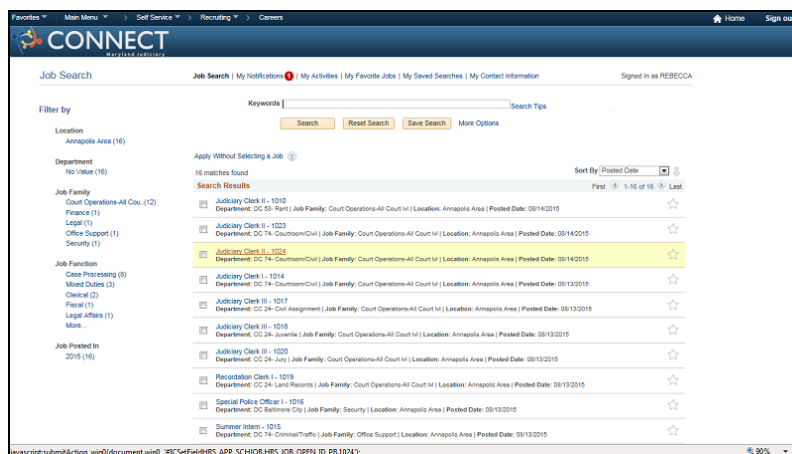 Favorites Main Menu > Self Service > Recruiting > Careers
Home Sign ou
CONNECT
Maryland Judiciary
Job Search
Job Search | My Notifications 1 | My Activities | My Favorite Jobs | My Saved Searches | My Contact Information
Signed In as REBECCA
Filter by
Location
Annapolis Area (16)
Department
No Value (16)
Job Family
Court Operations-All Cou..(12)
Finance (1)
Legal (1)
Office Support (1)
Security (1)
Job Function
Case Processing (8)
Mixed Duties (3)
Clerical (2)
Fiscal (1)
Legal Affairs (1)
More...
Job Posted In
2015 (16)
Keywords
Search Tips
Search Reset Search Save Search More Options
Apply Without Selecting a Job
16 matches found
Sort By Posted Date
Search Results
First 1-16 of 16 Last
Judiciary Clerk II - 1010
Department: DC 53- Rent | Job Family: Court Operations-All Court lvl | Location: Annapolis Area | Posted Date: 08/14/2015
Judiciary Clerk II - 1023
Department: DC 74- Courtroom/Civil | Job Family: Court Operations-All Court lvl | Location: Annapolis Area | Posted Date: 08/14/2015
Judiciary Clerk II - 1024
Department: DC 74- Courtroom/Civil | Job Family: Court Operations-All Court lvl | Location: Annapolis Area | Posted Date: 08/14/2015
Judiciary Clerk I - 1014
Department: DC 74- Courtroom/Civil | Job Family: Court Operations-All Court lvl | Location: Annapolis Area | Posted Date: 08/13/2015
Judiciary Clerk III - 1017
Department: CC 24- Civil Assignment | Job Family: Court Operations-All Court lvl | Location: Annapolis Area | Posted Date: 08/13/2015
Judiciary Clerk III - 1018
Department: CC 24- Juvenile | Job Family: Court Operations-All Court lvl | Location: Annapolis Area | Posted Date: 08/13/2015
Judiciary Clerk III - 1020
Department: CC 24- Jury | Job Family: Court Operations-All Court lvl | Location: Annapolis Area | Posted Date: 08/13/2015
Recordation Clerk I - 1019
Department: CC 24- Land Records | Job Family: Court Operations-All Court lvl | Location: Annapolis Area | Posted Date: 08/13/2015
Special Police Officer I - 1016
Department: DC Baltimore City | Job Family: Security | Location: Annapolis Area | Posted Date: 08/13/2015
Summer Intern - 1015
Department: DC 74- Criminal/Traffic | Job Family: Office Support | Location: Annapolis Area | Posted Date: 08/13/2015
javascript:submitAction_win0(document.win0, '#ICSetFieldHRS_APP_SCHJOB.HRS_JOB_OPEN_ID_PB.1024');
90%